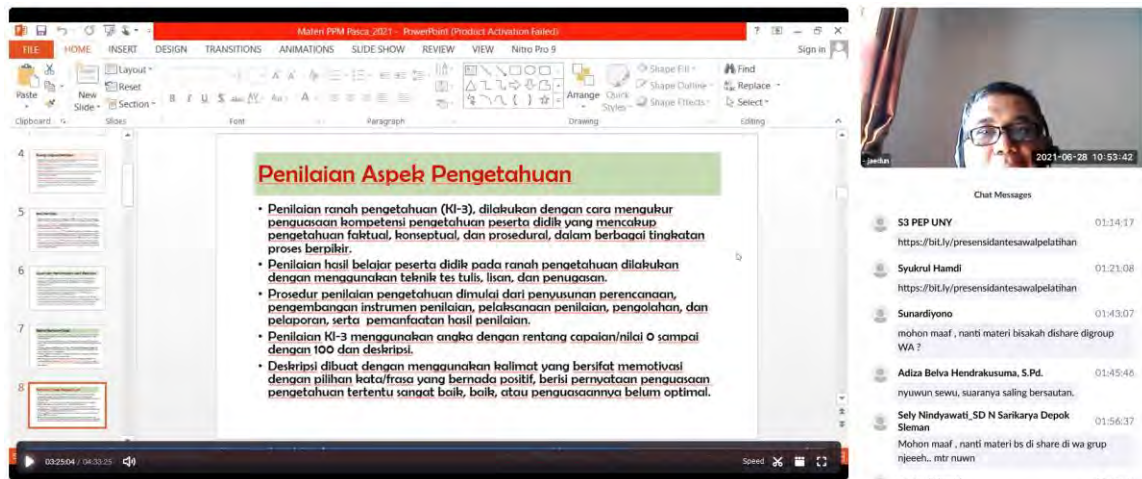 Materi PPM Pasca_2021 - PowerPoint (Product Activation Failed)
FILE HOME INSERT DESIGN TRANSITIONS ANIMATIONS SLIDE SHOW REVIEW VIEW Nitro Pro 9 Sign in
Layout
Reset
Section
Paste
New Slide
Shape Fill
Shape Outline
Shape Effects
Arrange
Quick Styles
Find
Replace
Select
Clipboard Slides Font Paragraph Drawing Editing
4
5
6
7
8
Penilaian Aspek Pengetahuan
• Penilaian ranah pengetahuan (KI-3), dilakukan dengan cara mengukur
penguasaan kompetensi pengetahuan peserta didik yang mencakup
pengetahuan faktual, konseptual, dan prosedural, dalam berbagai tingkatan
proses berpikir.
• Penilaian hasil belajar peserta didik pada ranah pengetahuan dilakukan
dengan menggunakan teknik tes tulis, lisan, dan penugasan.
• Prosedur penilaian pengetahuan dimulai dari penyusunan perencanaan,
pengembangan instrumen penilaian, pelaksanaan penilaian, pengolahan, dan
pelaporan, serta pemanfaatan hasil penilaian.
• Penilaian KI-3 menggunakan angka dengan rentang capaian/nilai 0 sampai
dengan 100 dan deskripsi.
• Deskripsi dibuat dengan menggunakan kalimat yang bersifat memotivasi
dengan pilihan kata/frasa yang bernada positif, berisi pernyataan penguasaan
pengetahuan tertentu sangat baik, baik, atau penguasaannya belum optimal.
03:25:04 / 04:33:25
Speed
jaedun
2021-06-28 10:53:42
Chat Messages
S3 PEP UNY 01:14:17
https://bit.ly/presensidantesawalpelatihan
Syukrul Hamdi 01:21:08
https://bit.ly/presensidantesawalpelatihan
Sunardiyono 01:43:07
mohon maaf , nanti materi bisakah dishare digroup
WA ?
Adiza Belva Hendrakusuma, S.Pd. 01:45:48
nyuwun sewu, suaranya saling bersautan.
Sely Nindyawati_SD N Sarikarya Depok
Sleman 01:56:37
Mohon maaf , nanti materi bs di share di wa grup
njeeeh.. mtr nuwn